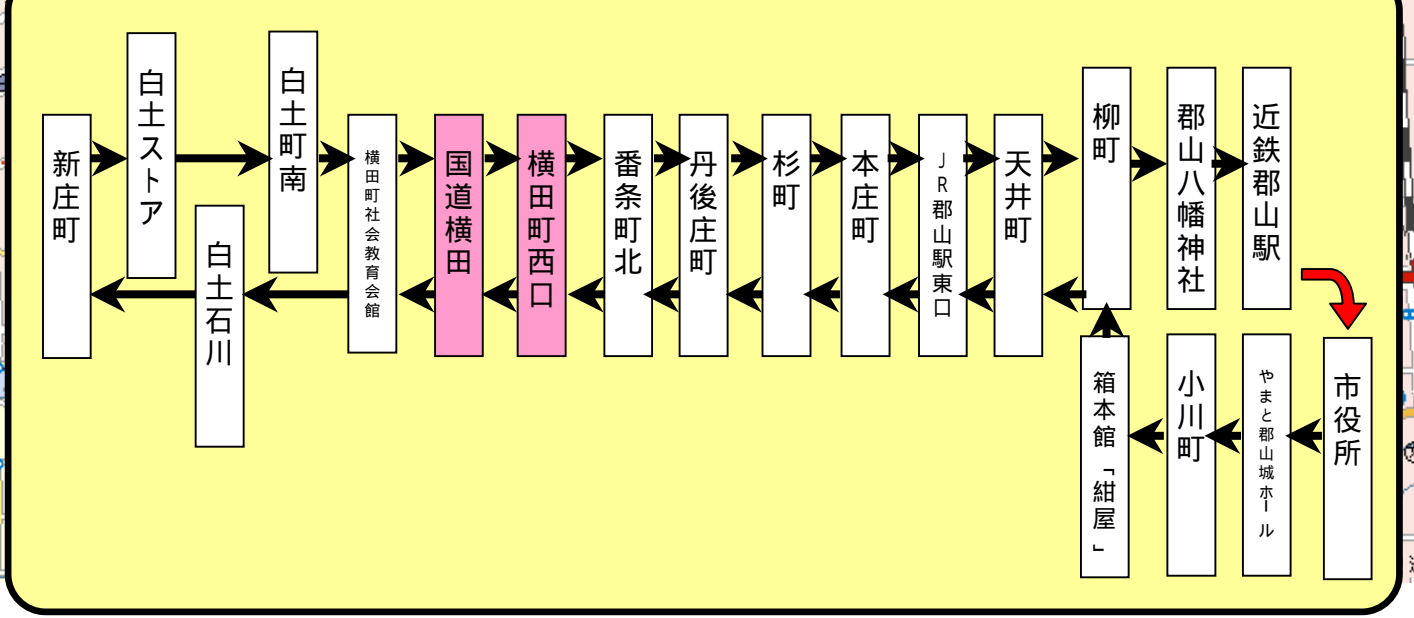 新庄町
白土ストア
白土町南
白土石川
横田町社会教育会館
国道横田
横田町西口
番条町北
丹後庄町
杉町
本庄町
JR郡山駅東口
天井町
柳町
郡山八幡神社
近鉄郡山駅
市役所
やまと郡山城ホール
小川町
箱本館「紺屋」